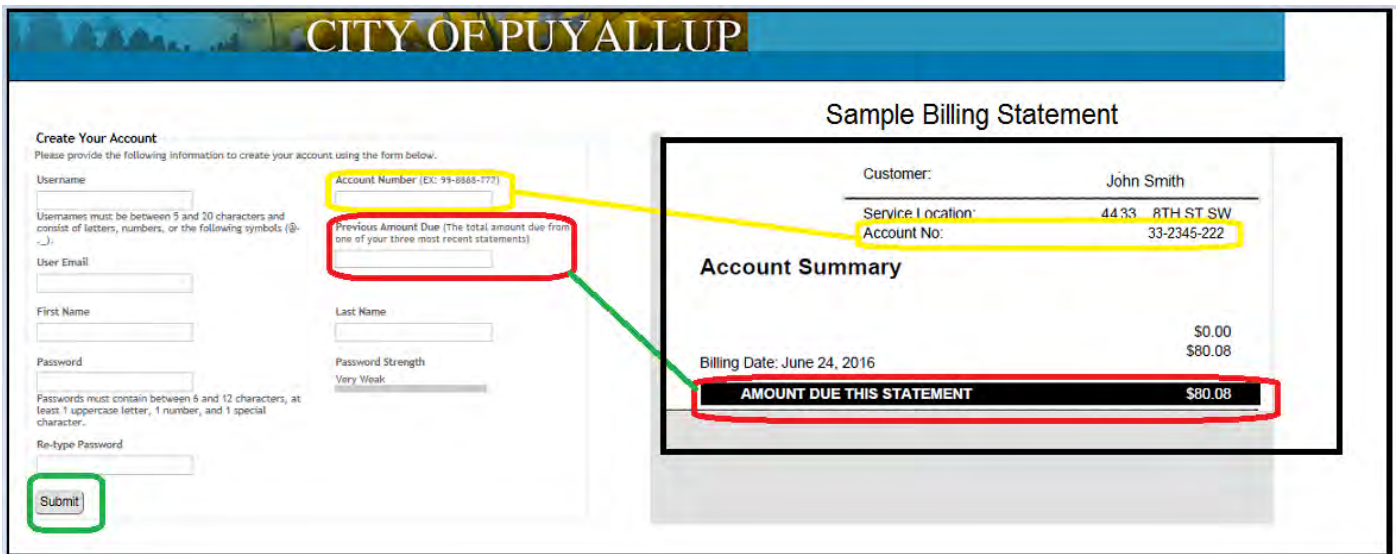 CITY OF PUYALLUP
Create Your Account
Please provide the following information to create your account using the form below.
Username
Usernames must be between 5 and 20 characters and
consist of letters, numbers, or the following symbols (@-
._).
User Email
First Name
Password
Passwords must contain between 6 and 12 characters, at
least 1 uppercase letter, 1 number, and 1 special
character.
Re-type Password
Submit
Account Number (EX: 99-8888-777)
Previous Amount Due (The total amount due from
one of your three most recent statements)
Last Name
Password Strength
Very Weak
Sample Billing Statement
Customer: John Smith
Service Location: 4433 8TH ST SW
Account No: 33-2345-222
Account Summary
$0.00
$80.08
Billing Date: June 24, 2016
AMOUNT DUE THIS STATEMENT $80.08